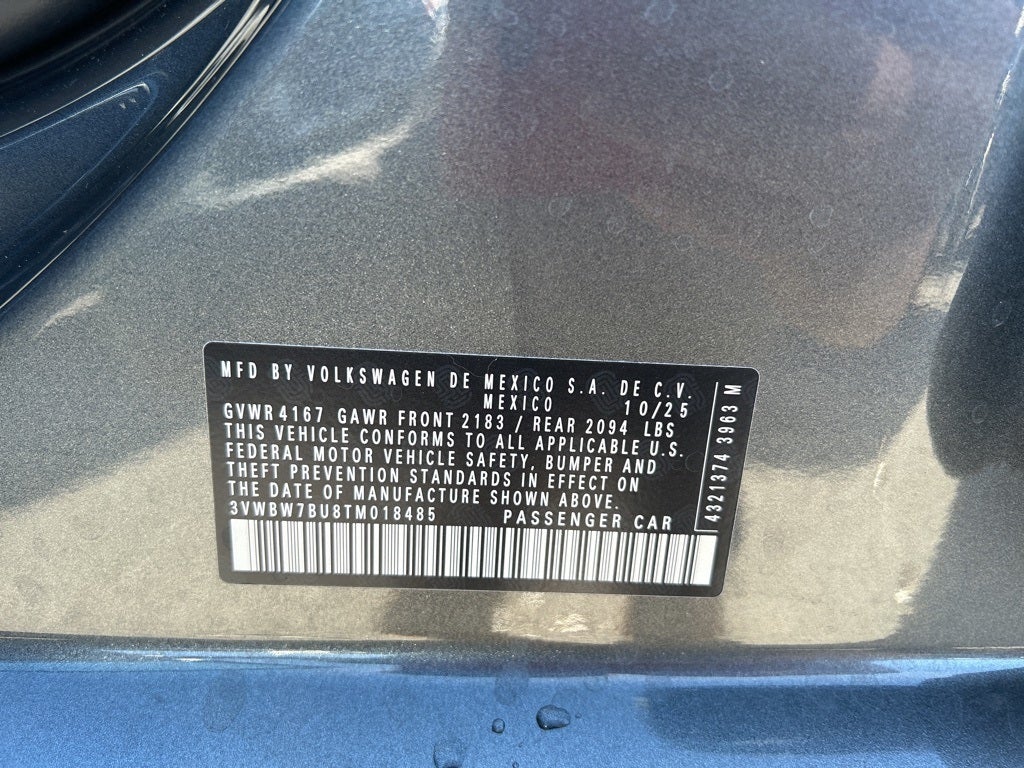 MFD BY VOLKSWAGEN DE MEXICO S.A. DE C.V.
MEXICO 10/25
GVWR 4167 GAWR FRONT 2183 / REAR 2094 LBS
THIS VEHICLE CONFORMS TO ALL APPLICABLE U.S.
FEDERAL MOTOR VEHICLE SAFETY, BUMPER AND
THEFT PREVENTION STANDARDS IN EFFECT ON
THE DATE OF MANUFACTURE SHOWN ABOVE.
3VWBW7BU8TM018485 PASSENGER CAR
4321374 3963 M